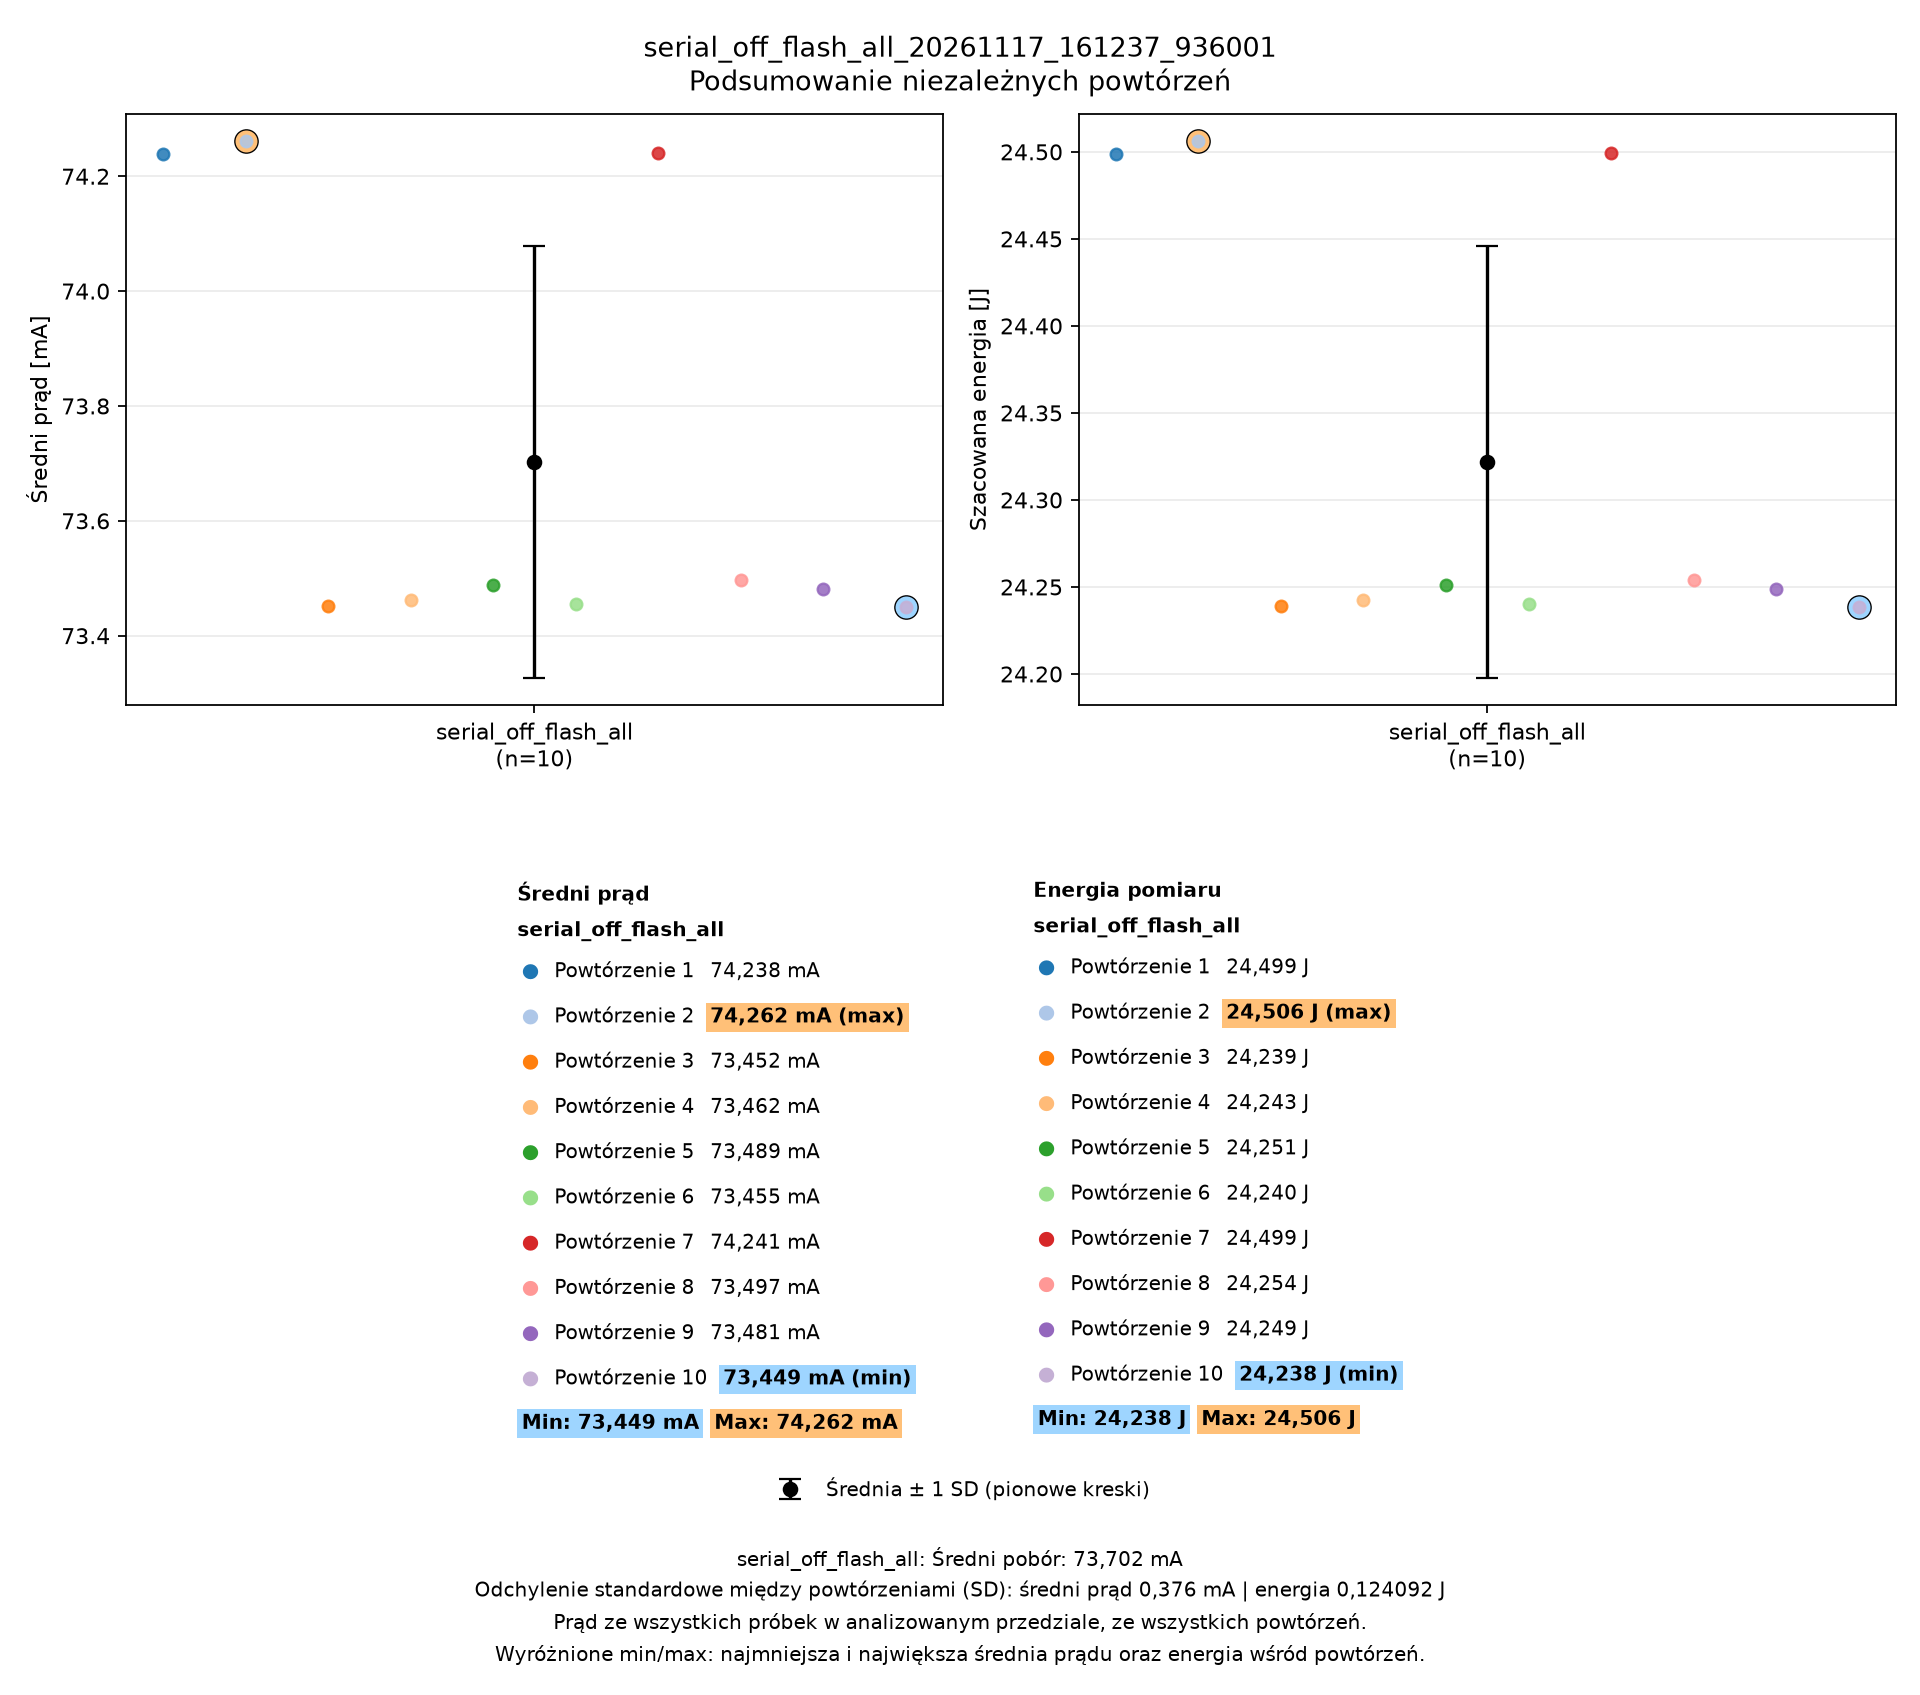 serial_off_flash_all_20261117_161237_936001
Podsumowanie niezależnych powtórzeń
Średni prąd [mA]
74.2
74.0
73.8
73.6
73.4
serial_off_flash_all
(n=10)
Szacowana energia [J]
24.50
24.45
24.40
24.35
24.30
24.25
24.20
serial_off_flash_all
(n=10)
Średni prąd
serial_off_flash_all
Powtórzenie 1 74,238 mA
Powtórzenie 2 74,262 mA (max)
Powtórzenie 3 73,452 mA
Powtórzenie 4 73,462 mA
Powtórzenie 5 73,489 mA
Powtórzenie 6 73,455 mA
Powtórzenie 7 74,241 mA
Powtórzenie 8 73,497 mA
Powtórzenie 9 73,481 mA
Powtórzenie 10 73,449 mA (min)
Min: 73,449 mA Max: 74,262 mA
Energia pomiaru
serial_off_flash_all
Powtórzenie 1 24,499 J
Powtórzenie 2 24,506 J (max)
Powtórzenie 3 24,239 J
Powtórzenie 4 24,243 J
Powtórzenie 5 24,251 J
Powtórzenie 6 24,240 J
Powtórzenie 7 24,499 J
Powtórzenie 8 24,254 J
Powtórzenie 9 24,249 J
Powtórzenie 10 24,238 J (min)
Min: 24,238 J Max: 24,506 J
Średnia ± 1 SD (pionowe kreski)
serial_off_flash_all: Średni pobór: 73,702 mA
Odchylenie standardowe między powtórzeniami (SD): średni prąd 0,376 mA | energia 0,124092 J
Prąd ze wszystkich próbek w analizowanym przedziale, ze wszystkich powtórzeń.
Wyróżnione min/max: najmniejsza i największa średnia prądu oraz energia wśród powtórzeń.